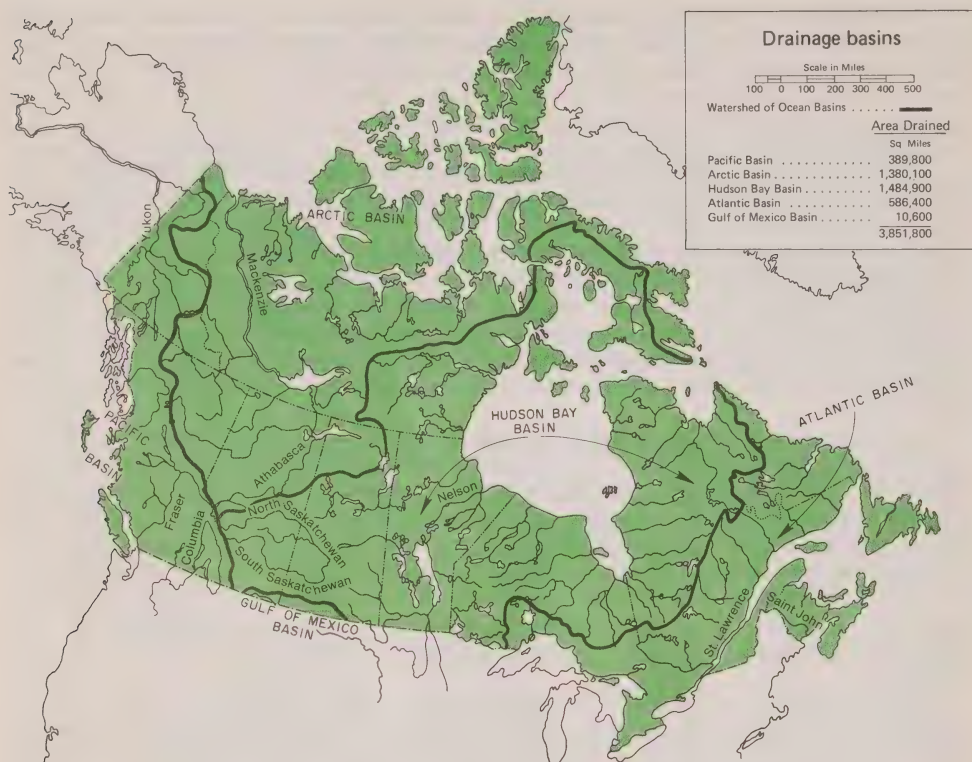 Drainage basins
Scale in Miles
100 0 100 200 300 400 500
Watershed of Ocean Basins . . . . . .
Area Drained
Sq Miles
Pacific Basin . . . . . . . . . . . . 389,800
Arctic Basin . . . . . . . . . . . . 1,380,100
Hudson Bay Basin . . . . . . . . . 1,484,900
Atlantic Basin . . . . . . . . . . . 586,400
Gulf of Mexico Basin . . . . . . . 10,600
3,851,800
ARCTIC BASIN
Yukon
Mackenzie
PACIFIC
BASIN
HUDSON BAY
BASIN
ATLANTIC BASIN
Athabasca
Nelson
North Saskatchewan
Fraser
Columbia
South Saskatchewan
GULF OF MEXICO
BASIN
St. Lawrence
Saint John